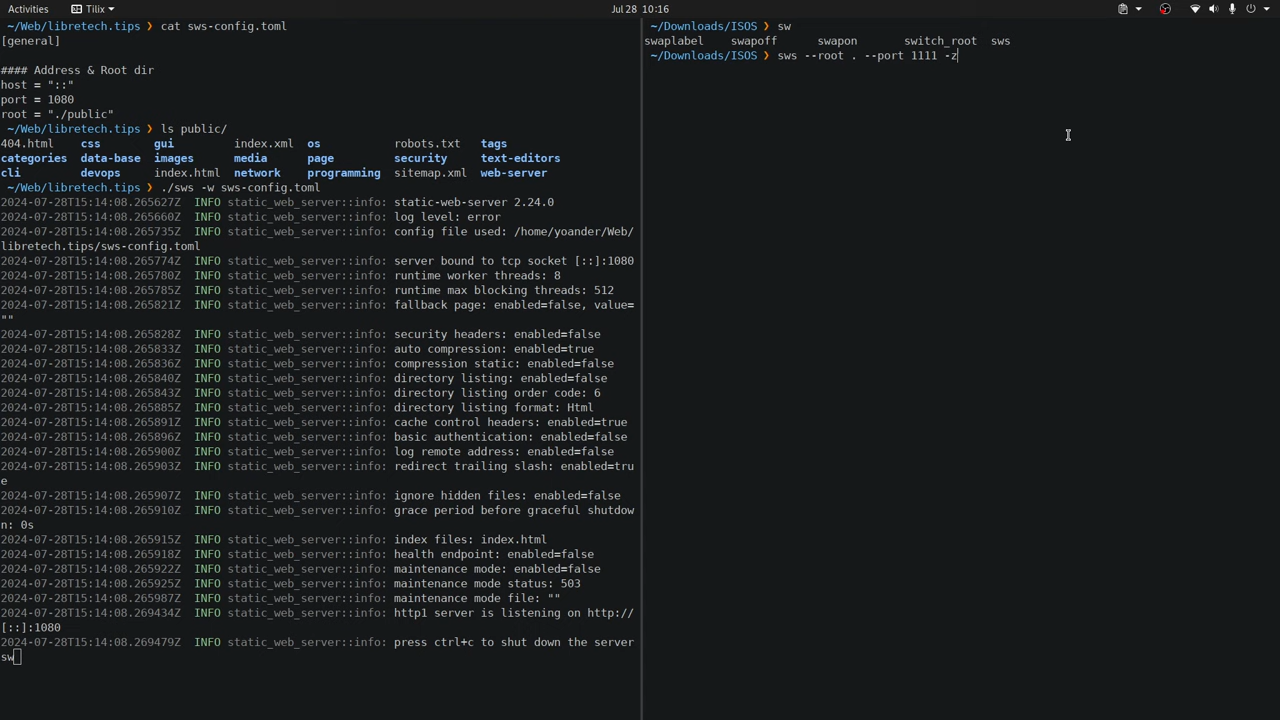 Activities Tilix Jul 28 10:16
~/Web/libretech.tips ❯ cat sws-config.toml
[general]
#### Address & Root dir
host = "::"
port = 1080
root = "./public"
~/Web/libretech.tips ❯ ls public/
404.html css gui index.xml os robots.txt tags
categories data-base images media page security text-editors
cli devops index.html network programming sitemap.xml web-server
~/Web/libretech.tips ❯ ./sws -w sws-config.toml
2024-07-28T15:14:08.265627Z INFO static_web_server::info: static-web-server 2.24.0
2024-07-28T15:14:08.265660Z INFO static_web_server::info: log level: error
2024-07-28T15:14:08.265735Z INFO static_web_server::info: config file used: /home/yoander/Web/
libretech.tips/sws-config.toml
2024-07-28T15:14:08.265774Z INFO static_web_server::info: server bound to tcp socket [::]:1080
2024-07-28T15:14:08.265780Z INFO static_web_server::info: runtime worker threads: 8
2024-07-28T15:14:08.265785Z INFO static_web_server::info: runtime max blocking threads: 512
2024-07-28T15:14:08.265821Z INFO static_web_server::info: fallback page: enabled=false, value=
""
2024-07-28T15:14:08.265828Z INFO static_web_server::info: security headers: enabled=false
2024-07-28T15:14:08.265833Z INFO static_web_server::info: auto compression: enabled=true
2024-07-28T15:14:08.265836Z INFO static_web_server::info: compression static: enabled=false
2024-07-28T15:14:08.265840Z INFO static_web_server::info: directory listing: enabled=false
2024-07-28T15:14:08.265843Z INFO static_web_server::info: directory listing order code: 6
2024-07-28T15:14:08.265885Z INFO static_web_server::info: directory listing format: Html
2024-07-28T15:14:08.265891Z INFO static_web_server::info: cache control headers: enabled=true
2024-07-28T15:14:08.265896Z INFO static_web_server::info: basic authentication: enabled=false
2024-07-28T15:14:08.265900Z INFO static_web_server::info: log remote address: enabled=false
2024-07-28T15:14:08.265903Z INFO static_web_server::info: redirect trailing slash: enabled=tru
e
2024-07-28T15:14:08.265907Z INFO static_web_server::info: ignore hidden files: enabled=false
2024-07-28T15:14:08.265910Z INFO static_web_server::info: grace period before graceful shutdow
n: 0s
2024-07-28T15:14:08.265915Z INFO static_web_server::info: index files: index.html
2024-07-28T15:14:08.265918Z INFO static_web_server::info: health endpoint: enabled=false
2024-07-28T15:14:08.265922Z INFO static_web_server::info: maintenance mode: enabled=false
2024-07-28T15:14:08.265925Z INFO static_web_server::info: maintenance mode status: 503
2024-07-28T15:14:08.265987Z INFO static_web_server::info: maintenance mode file: ""
2024-07-28T15:14:08.269434Z INFO static_web_server::info: http1 server is listening on http://
[::]:1080
2024-07-28T15:14:08.269479Z INFO static_web_server::info: press ctrl+c to shut down the server
sw
~/Downloads/ISOS ❯ sw
swaplabel swapoff swapon switch_root sws
~/Downloads/ISOS ❯ sws --root . --port 1111 -z